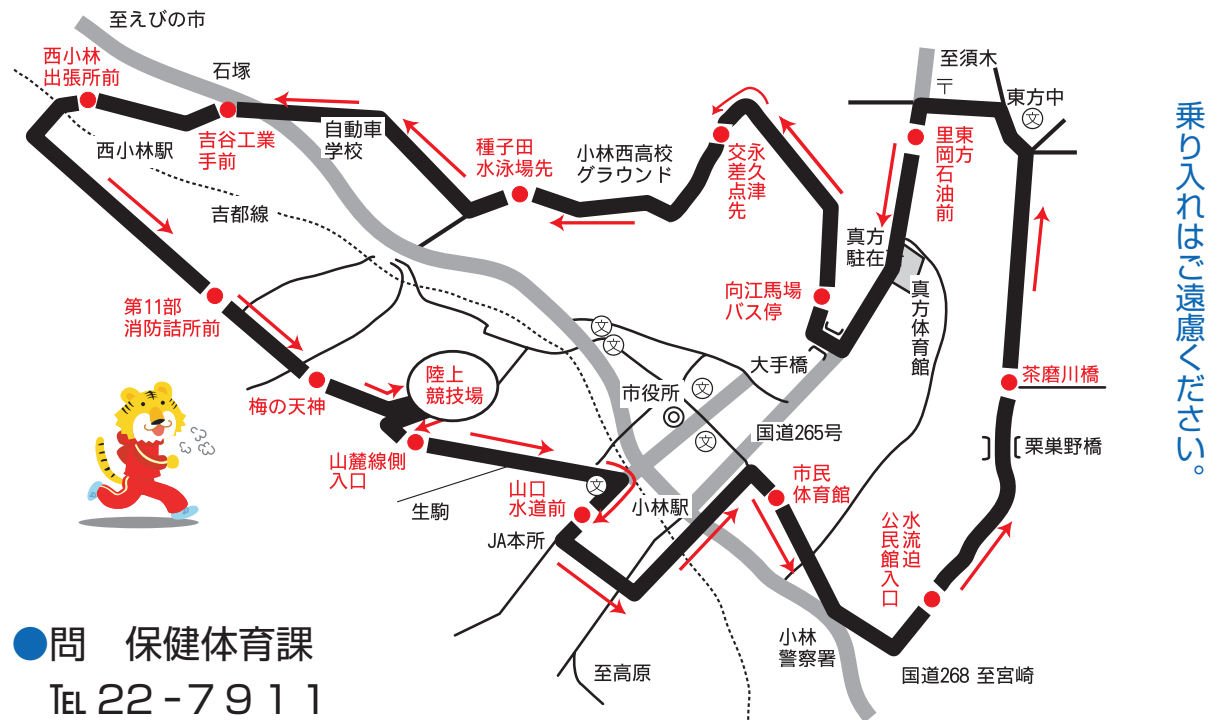 至えびの市
西小林
出張所前
石塚
吉谷工業
手前
西小林駅
自動車
学校
吉都線
種子田
水泳場先
小林西高校
グラウンド
永久津
交差点先
至須木
〒
東方中
文
東方
里岡石油前
真方
駐在
真方体育館
向江馬場
バス停
大手橋
第11部
消防詰所前
梅の天神
陸上
競技場
文
文
市役所
文
文
国道265号
茶磨川橋
栗巣野橋
山麓線側
入口
生駒
山口
水道前
文
小林駅
JA本所
市民
体育館
水流迫
公民館入口
小林
警察署
至高原
国道268 至宮崎
乗り入れはご遠慮ください。
●問 保健体育課
℡ 22-7911